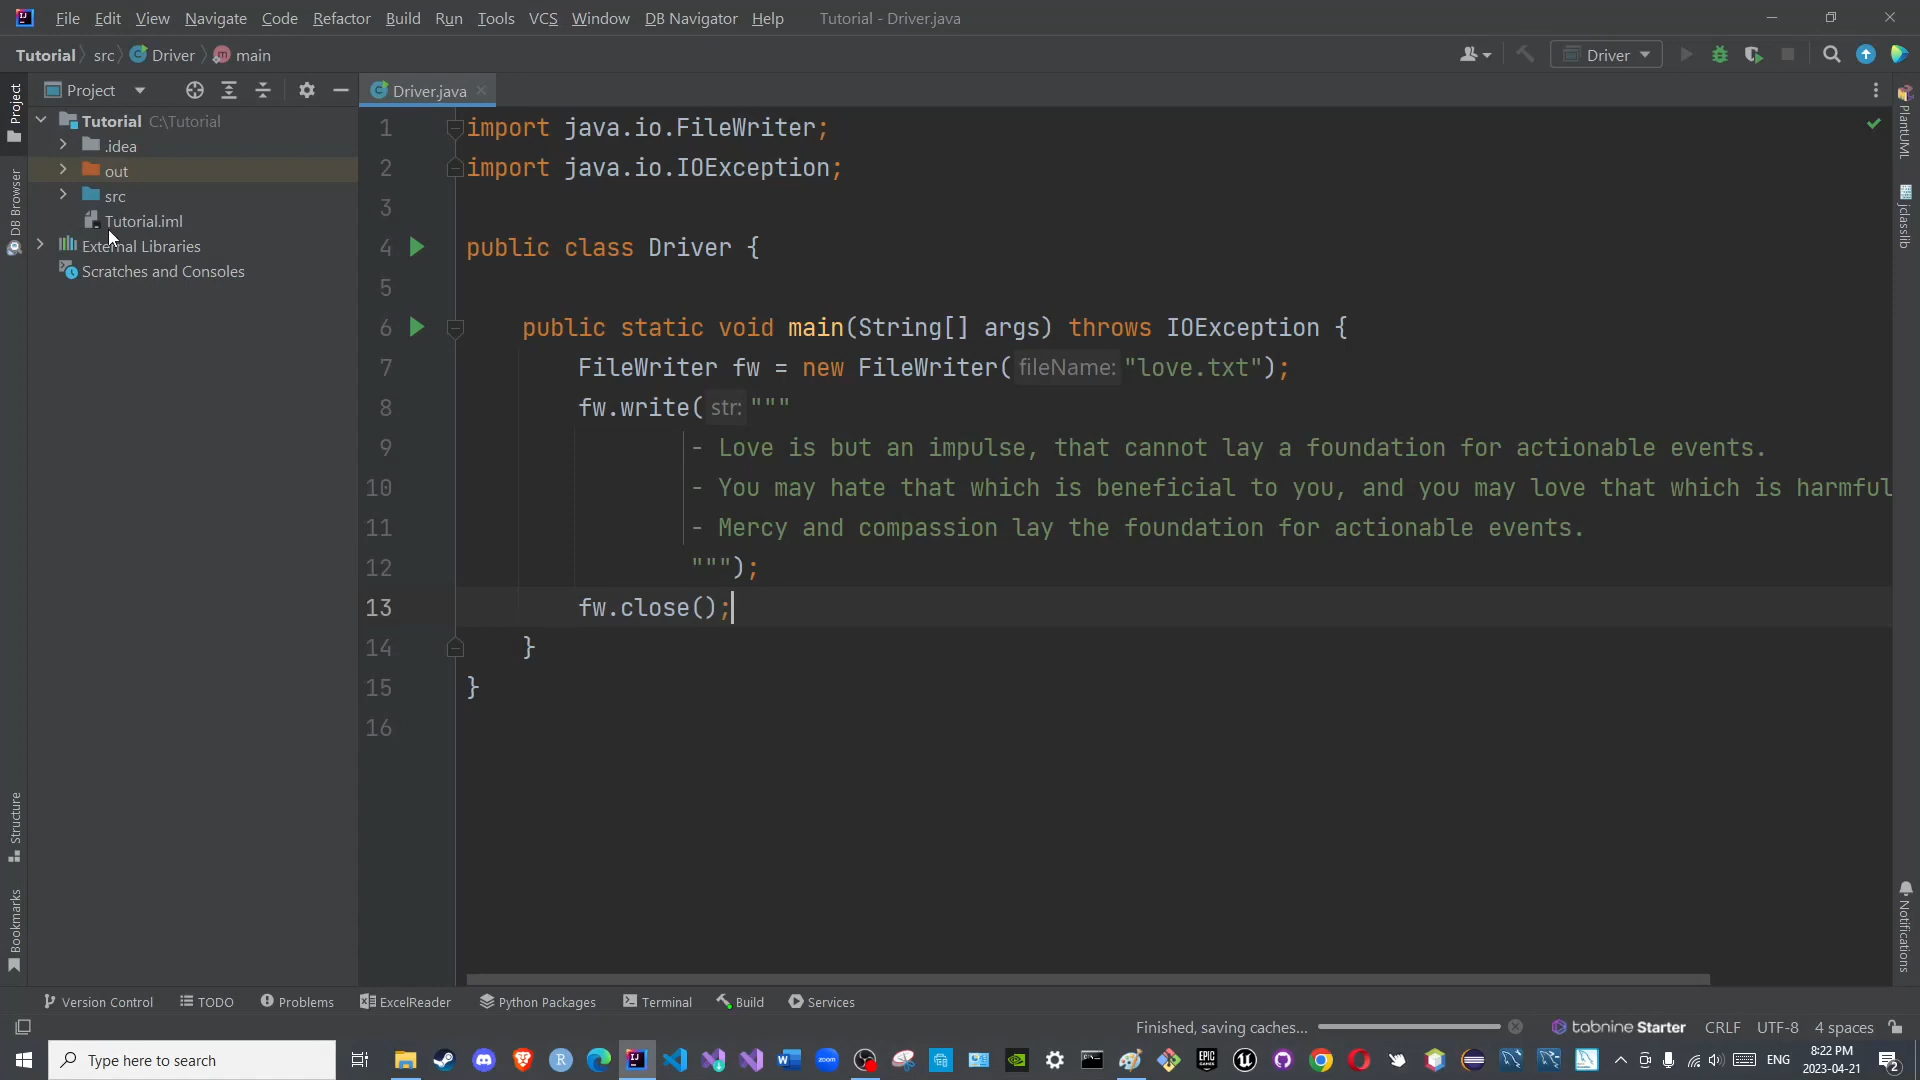 File Edit View Navigate Code Refactor Build Run Tools VCS Window DB Navigator Help Tutorial - Driver.java
Tutorial src Driver main Driver
Project
Driver.java
Tutorial C:\Tutorial
.idea
out
src
Tutorial.iml
External Libraries
Scratches and Consoles
Project
DB Browser
Structure
Bookmarks
1 import java.io.FileWriter;
2 import java.io.IOException;
3
4 public class Driver {
5
6 public static void main(String[] args) throws IOException {
7 FileWriter fw = new FileWriter( fileName: "love.txt");
8 fw.write( str: """
9 - Love is but an impulse, that cannot lay a foundation for actionable events.
10 - You may hate that which is beneficial to you, and you may love that which is harmful
11 - Mercy and compassion lay the foundation for actionable events.
12 """);
13 fw.close();
14 }
15 }
16
PlantUML
jclasslib
Notifications
Version Control TODO Problems ExcelReader Python Packages Terminal Build Services
Finished, saving caches... tabnine Starter CRLF UTF-8 4 spaces
Type here to search
ENG
8:22 PM
2023-04-21
2